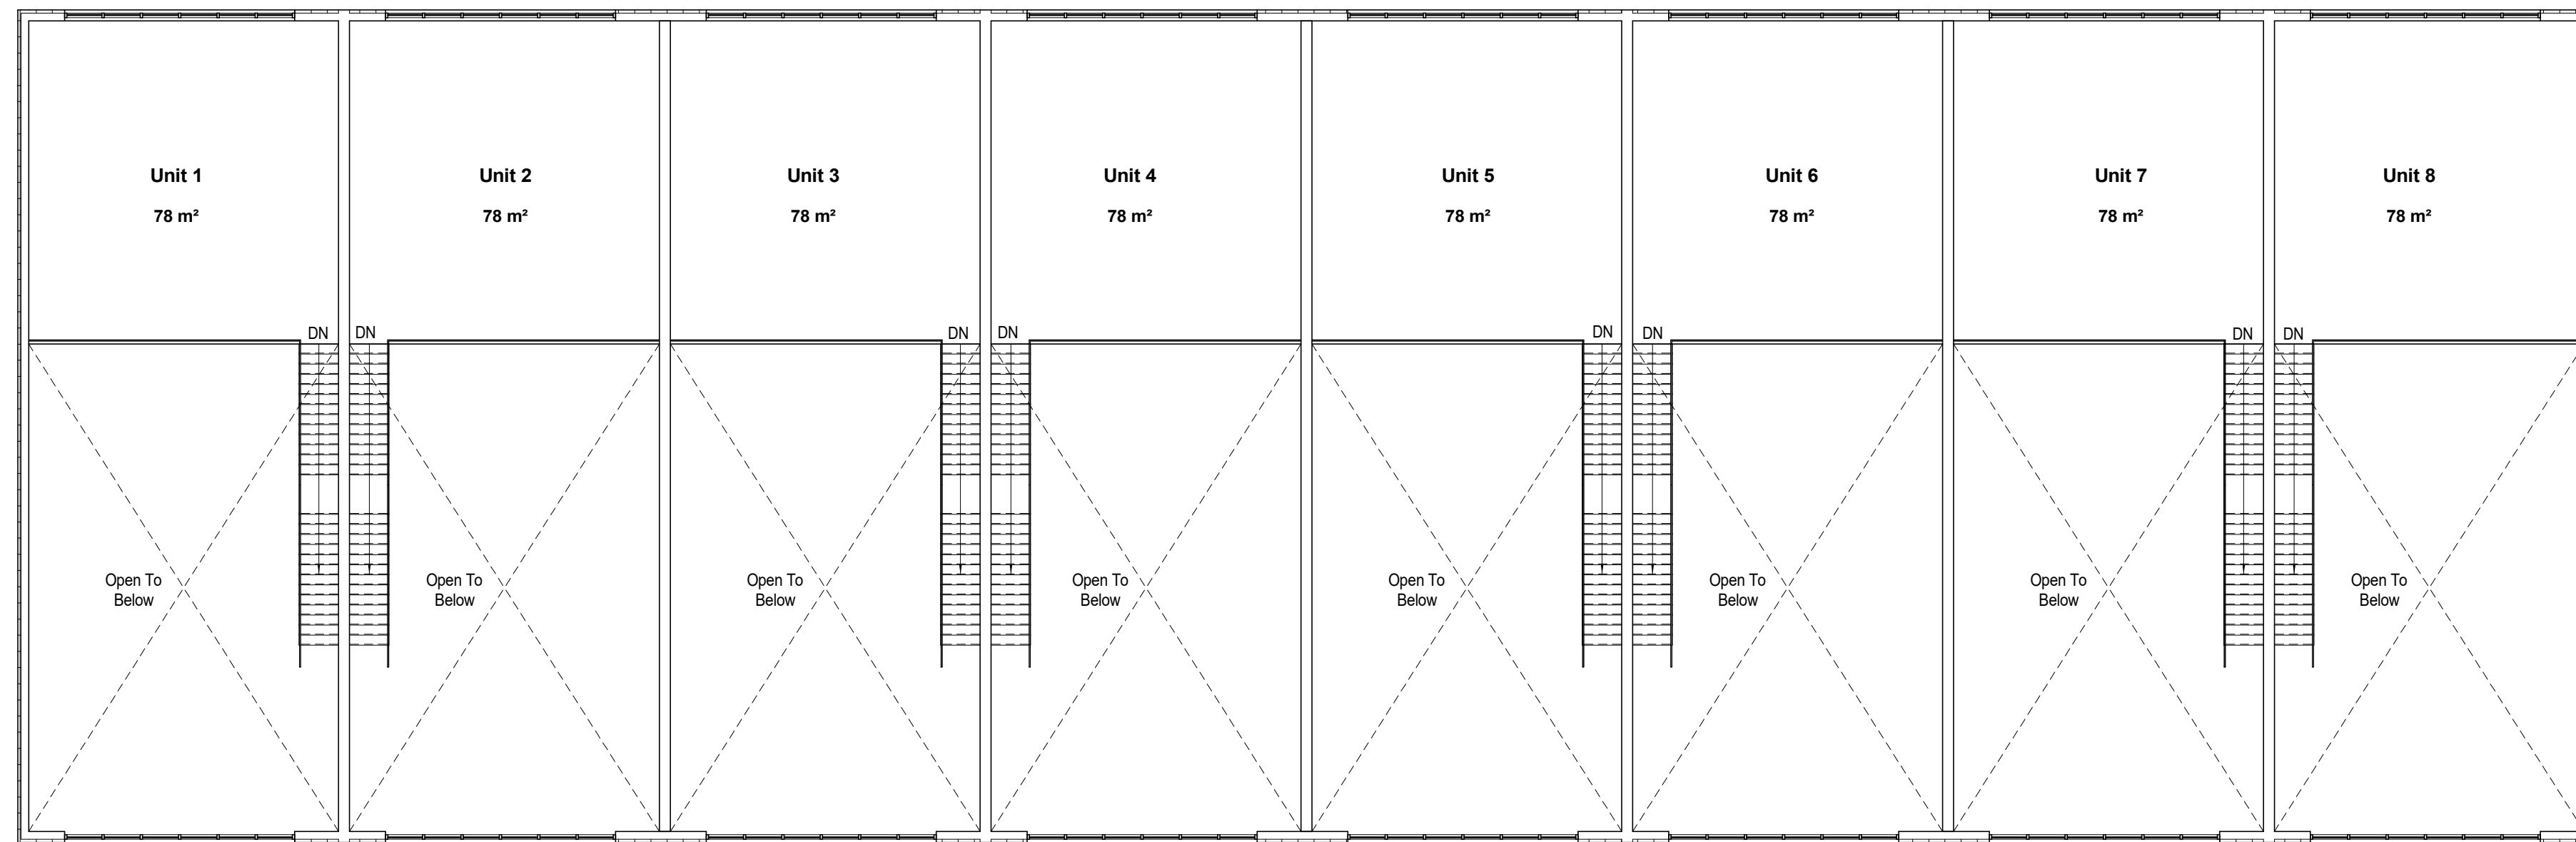 Unit 1
78 m²
Unit 2
78 m²
Unit 3
78 m²
Unit 4
78 m²
Unit 5
78 m²
Unit 6
78 m²
Unit 7
78 m²
Unit 8
78 m²
DN
DN
DN
DN
DN
DN
DN
DN
Open To
Below
Open To
Below
Open To
Below
Open To
Below
Open To
Below
Open To
Below
Open To
Below
Open To
Below